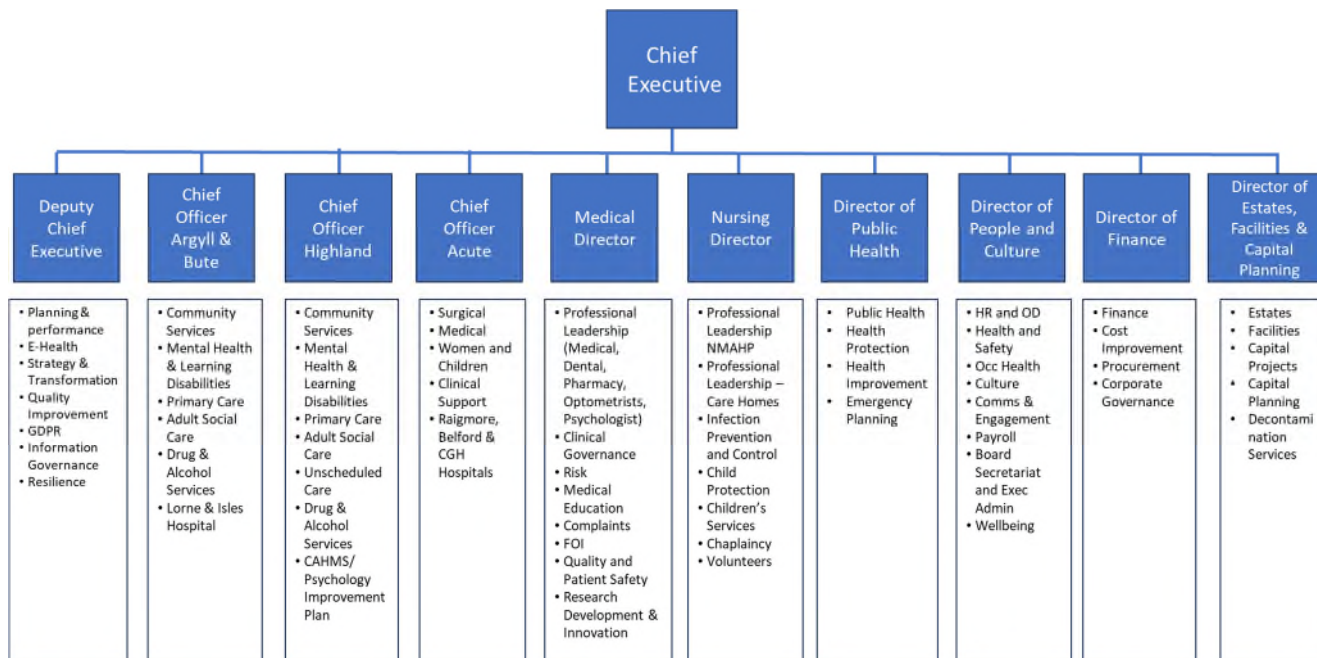 Chief
Executive
Deputy
Chief
Executive
Chief
Officer
Argyll &
Bute
Chief
Officer
Highland
Chief
Officer
Acute
Medical
Director
Nursing
Director
Director of
Public
Health
Director of
People and
Culture
Director of
Finance
Director of
Estates,
Facilities &
Capital
Planning
• Planning &
performance
• E-Health
• Strategy &
Transformation
• Quality
Improvement
• GDPR
• Information
Governance
• Resilience
• Community
Services
• Mental Health
& Learning
Disabilities
• Primary Care
• Adult Social
Care
• Drug &
Alcohol
Services
• Lorne & Isles
Hospital
• Community
Services
• Mental
Health &
Learning
Disabilities
• Primary Care
• Adult Social
Care
• Unscheduled
Care
• Drug &
Alcohol
Services
• CAHMS/
Psychology
Improvement
Plan
• Surgical
• Medical
• Women and
Children
• Clinical
Support
• Raigmore,
Belford &
CGH
Hospitals
• Professional
Leadership
(Medical,
Dental,
Pharmacy,
Optometrists,
Psychologist)
• Clinical
Governance
• Risk
• Medical
Education
• Complaints
• FOI
• Quality and
Patient Safety
• Research
Development &
Innovation
• Professional
Leadership
NMAHP
• Professional
Leadership –
Care Homes
• Infection
Prevention
and Control
• Child
Protection
• Children's
Services
• Chaplaincy
• Volunteers
• Public Health
• Health
Protection
• Health
Improvement
• Emergency
Planning
• HR and OD
• Health and
Safety
• Occ Health
• Culture
• Comms &
Engagement
• Payroll
• Board
Secretariat
and Exec
Admin
• Wellbeing
• Finance
• Cost
Improvement
• Procurement
• Corporate
Governance
• Estates
• Facilities
• Capital
Projects
• Capital
Planning
• Decontami
nation
Services